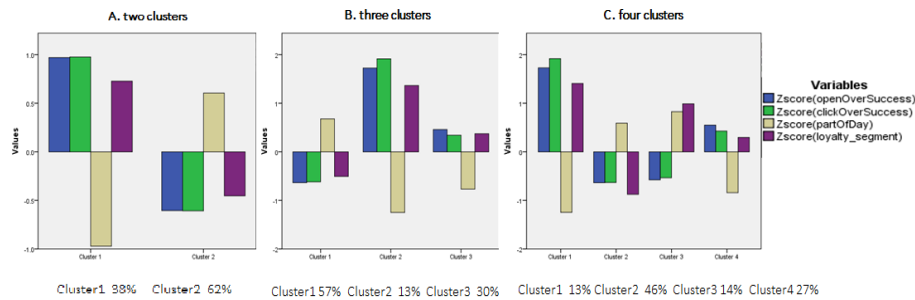 A. two clusters
B. three clusters
C. four clusters
Values
1.0
0.5
0.0
-0.5
-1.0
Cluster 1
Cluster 2
Values
2
1
0
-1
-2
Cluster 1
Cluster 2
Cluster 3
Values
2
1
0
-1
-2
Cluster 1
Cluster 2
Cluster 3
Cluster 4
Variables
Zscore(openOverSuccess)
Zscore(clickOverSuccess)
Zscore(partOfDay)
Zscore(loyalty_segment)
Cluster1 38% Cluster2 62%
Cluster1 57% Cluster2 13% Cluster3 30%
Cluster1 13% Cluster2 46% Cluster3 14% Cluster4 27%